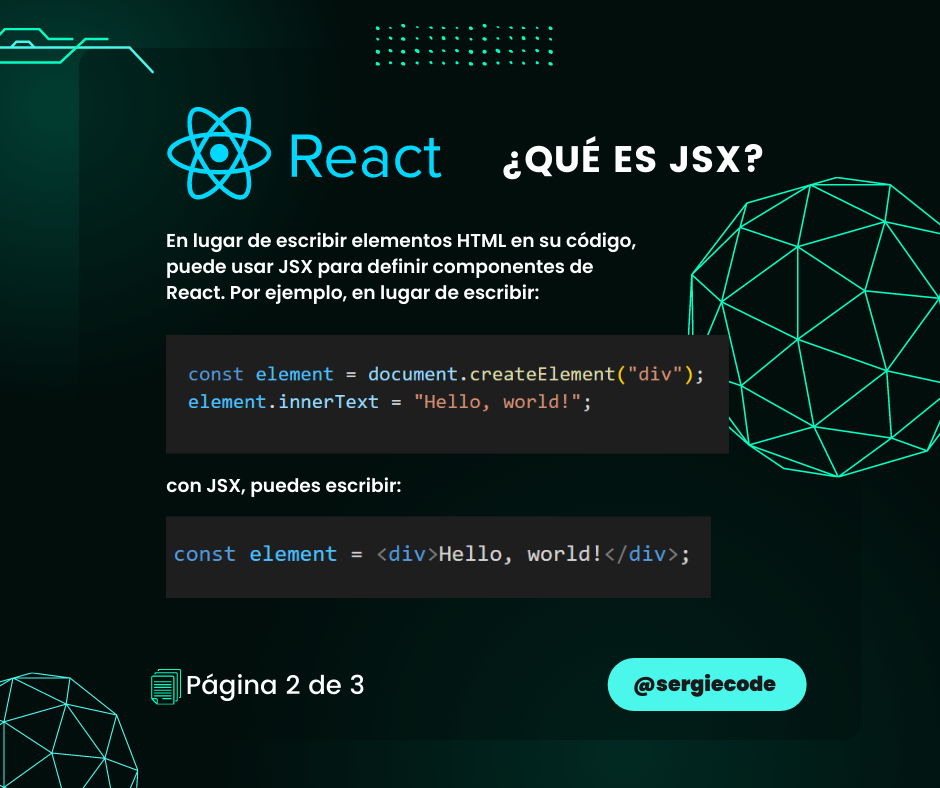 React
¿QUÉ ES JSX?
En lugar de escribir elementos HTML en su código,
puede usar JSX para definir componentes de
React. Por ejemplo, en lugar de escribir:
const element = document.createElement("div");
element.innerText = "Hello, world!";
con JSX, puedes escribir:
const element = <div>Hello, world!</div>;
Página 2 de 3
@sergiecode